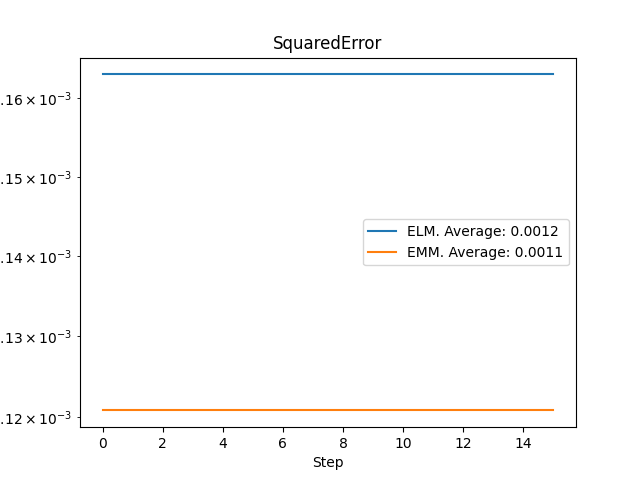 SquaredError
.16 × 10⁻³
.15 × 10⁻³
.14 × 10⁻³
.13 × 10⁻³
.12 × 10⁻³
ELM. Average: 0.0012
EMM. Average: 0.0011
0 2 4 6 8 10 12 14
Step